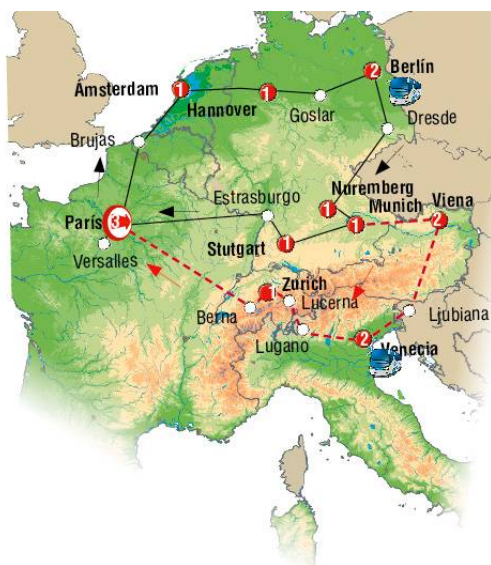 2
Berlín
Ámsterdam
1
1
Hannover
Goslar
Dresde
Brujas
Nuremberg
1
Munich
Viena
Estrasburgo
París
3
1
2
Stutgart
1
Versalles
Zurich
1
Lucerna
Berna
Ljubiana
Lugano
2
Venecia